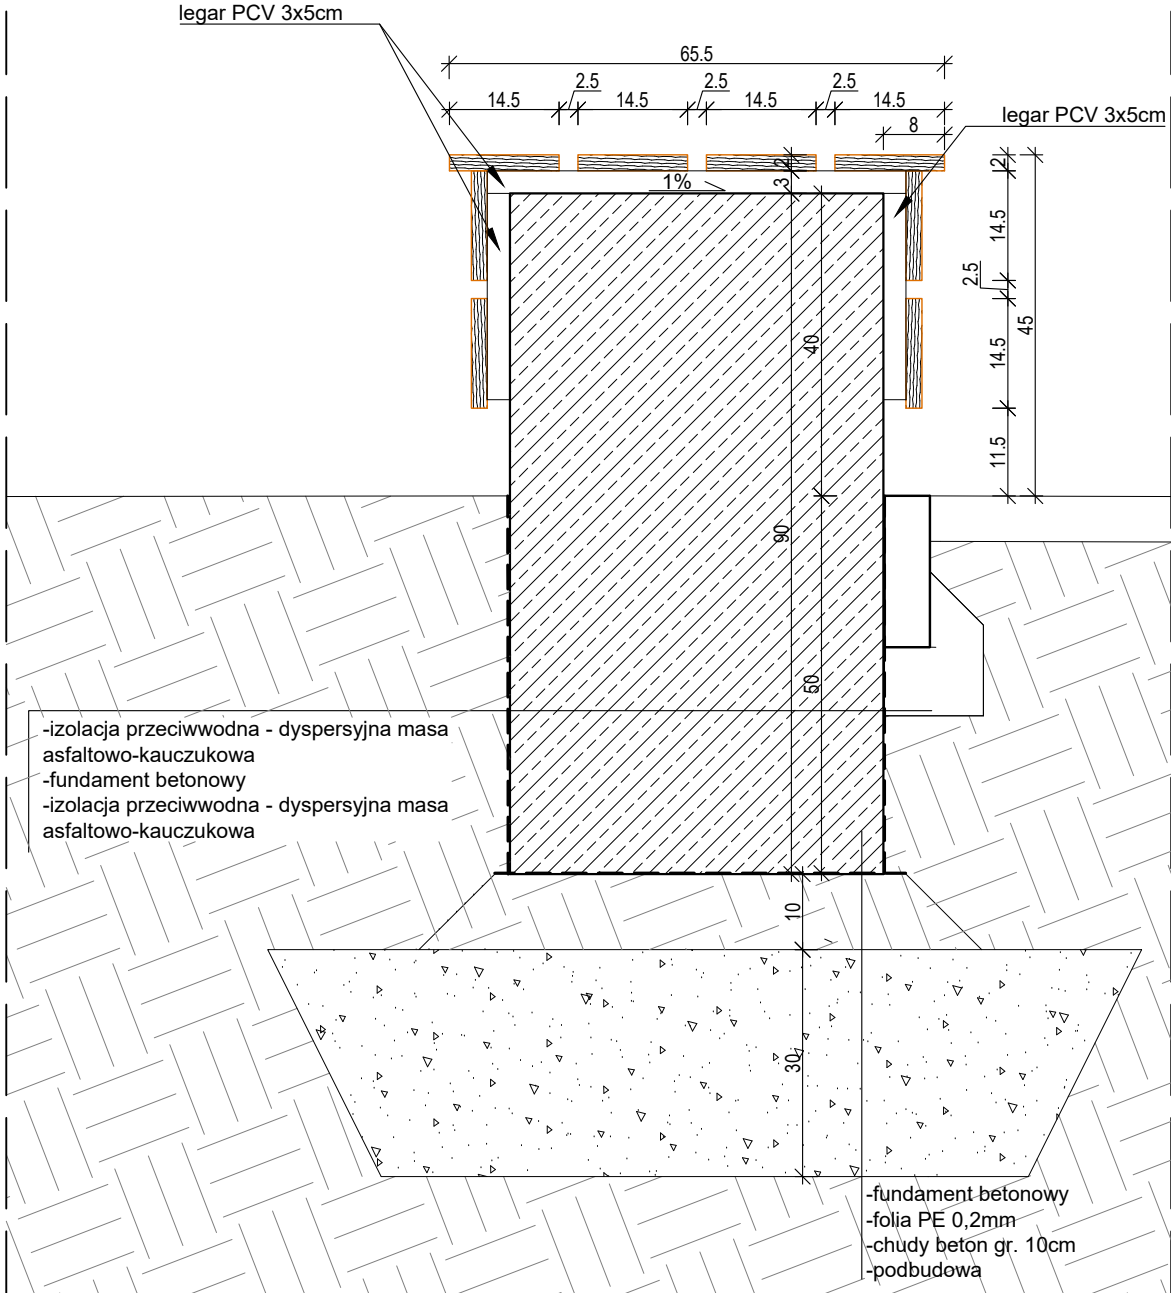 legar PCV 3x5cm
65.5
2.5
2.5
2.5
14.5
14.5
14.5
14.5
legar PCV 3x5cm
8
2
2
3
1%
14.5
2.5
45
40
14.5
11.5
90
50
-izolacja przeciwwodna - dyspersyjna masa
asfaltowo-kauczukowa
-fundament betonowy
-izolacja przeciwwodna - dyspersyjna masa
asfaltowo-kauczukowa
10
30
-fundament betonowy
-folia PE 0,2mm
-chudy beton gr. 10cm
-podbudowa